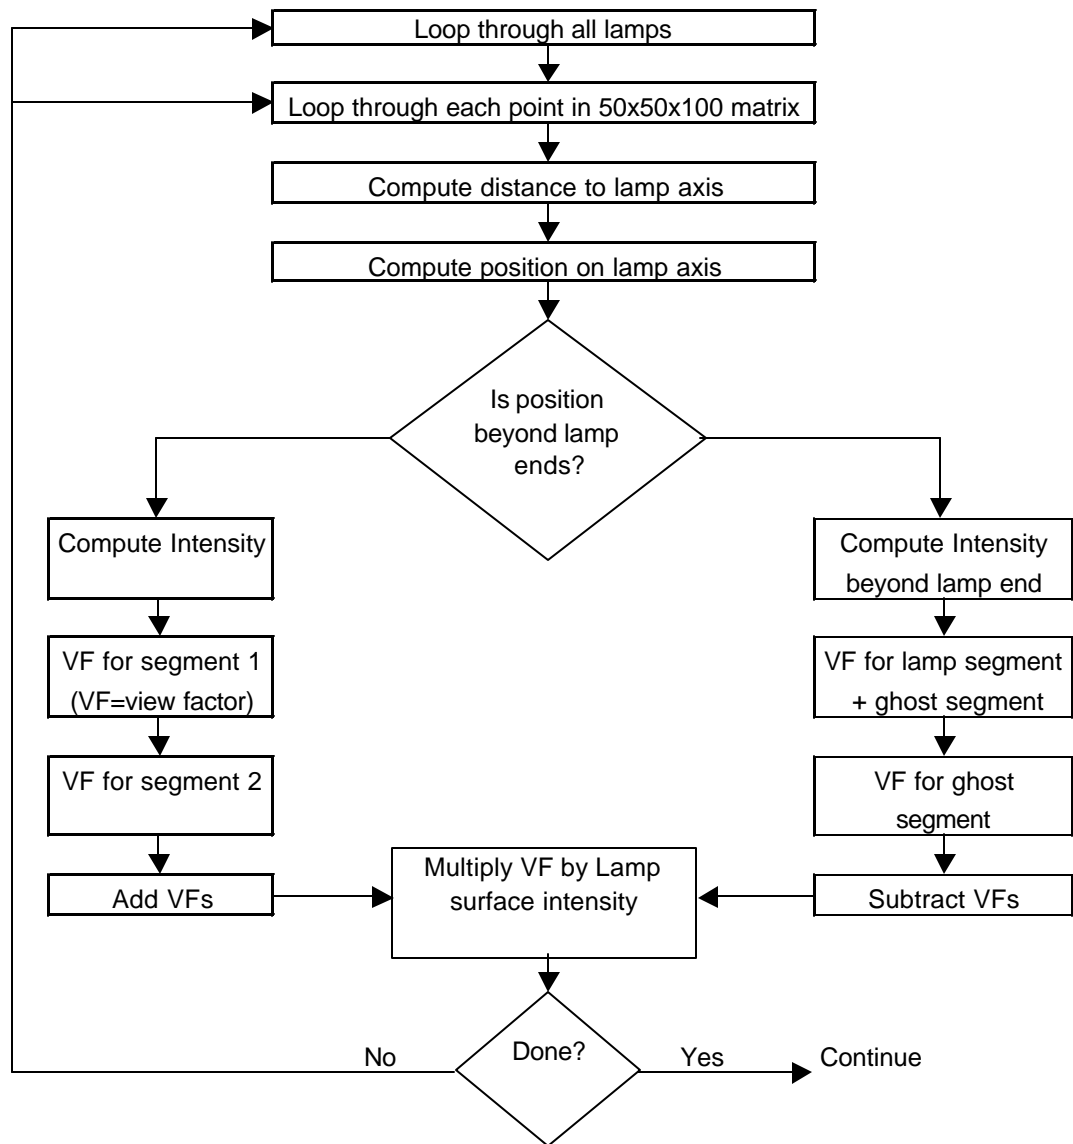 Loop through all lamps
Loop through each point in 50x50x100 matrix
Compute distance to lamp axis
Compute position on lamp axis
Is position
beyond lamp
ends?
Compute Intensity
VF for segment 1
(VF=view factor)
VF for segment 2
Add VFs
Compute Intensity
beyond lamp end
VF for lamp segment
+ ghost segment
VF for ghost
segment
Subtract VFs
Multiply VF by Lamp
surface intensity
Done?
No
Yes
Continue